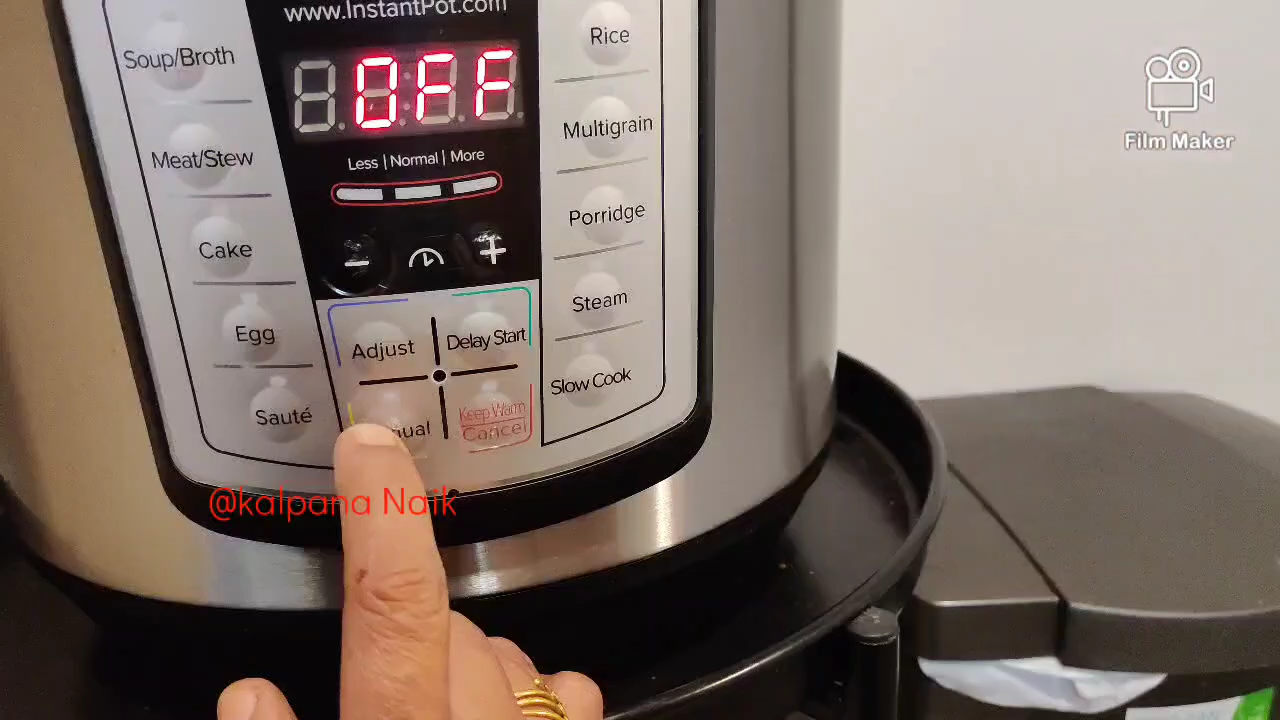 www.InstantPot.com
OFF
Less | Normal | More
Soup/Broth
Meat/Stew
Cake
Egg
Sauté
Adjust
Delay Start
Keep Warm
Cancel
Rice
Multigrain
Porridge
Steam
Slow Cook
Film Maker
@kalpana Naik